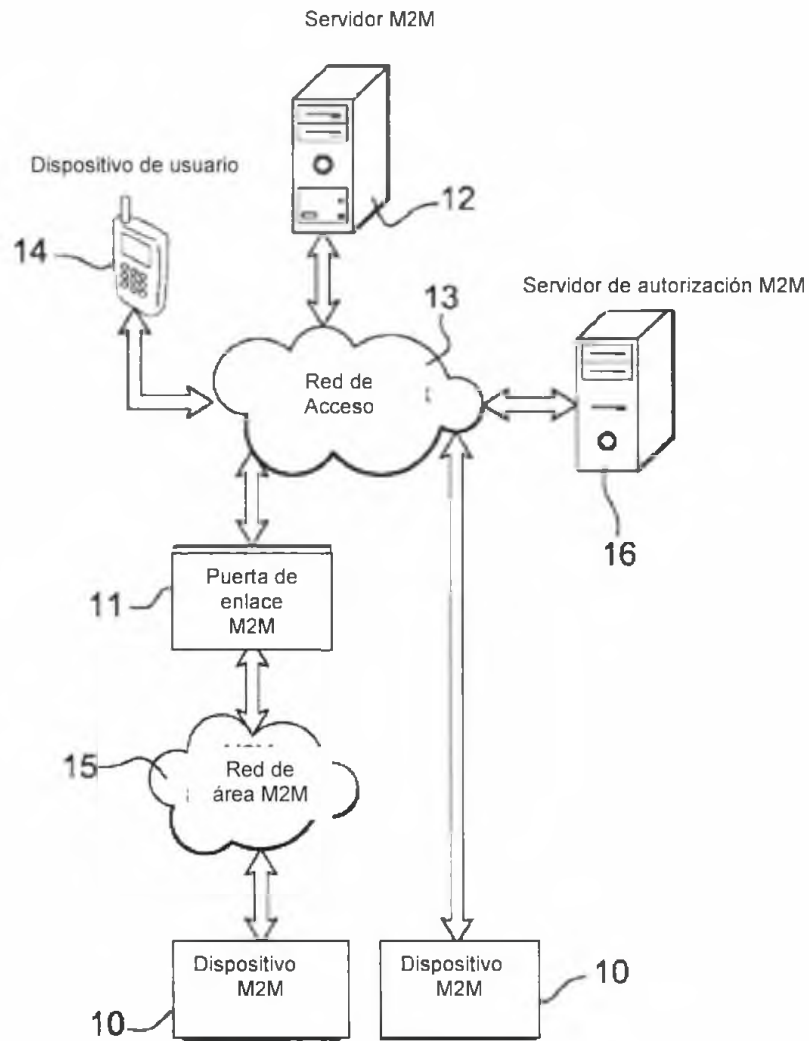 Servidor M2M
Dispositivo de usuario
12
14
Servidor de autorización M2M
13
Red de
Acceso
16
Puerta de
enlace
M2M
11
15
Red de
área M2M
Dispositivo
M2M
Dispositivo
M2M
10
10